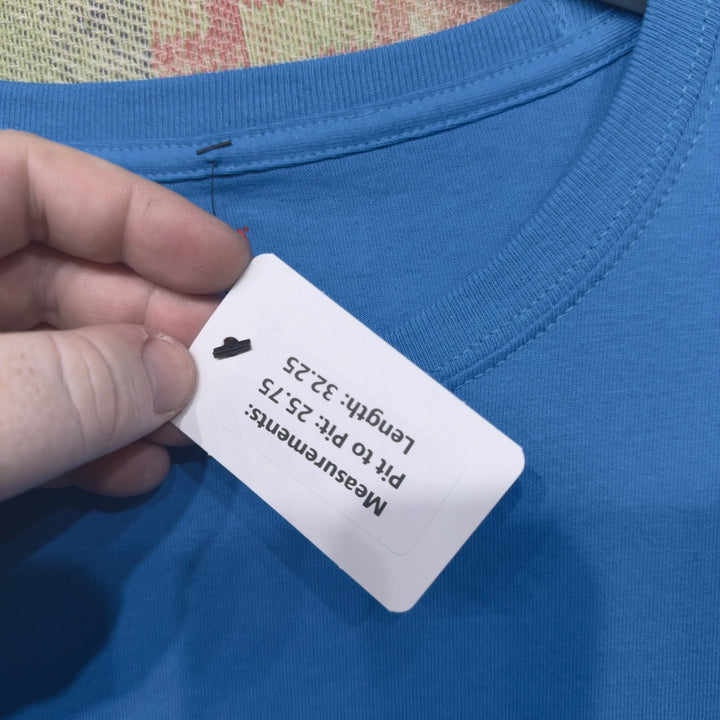 Measurements:
Pit to Pit: 25.75
Length: 32.25